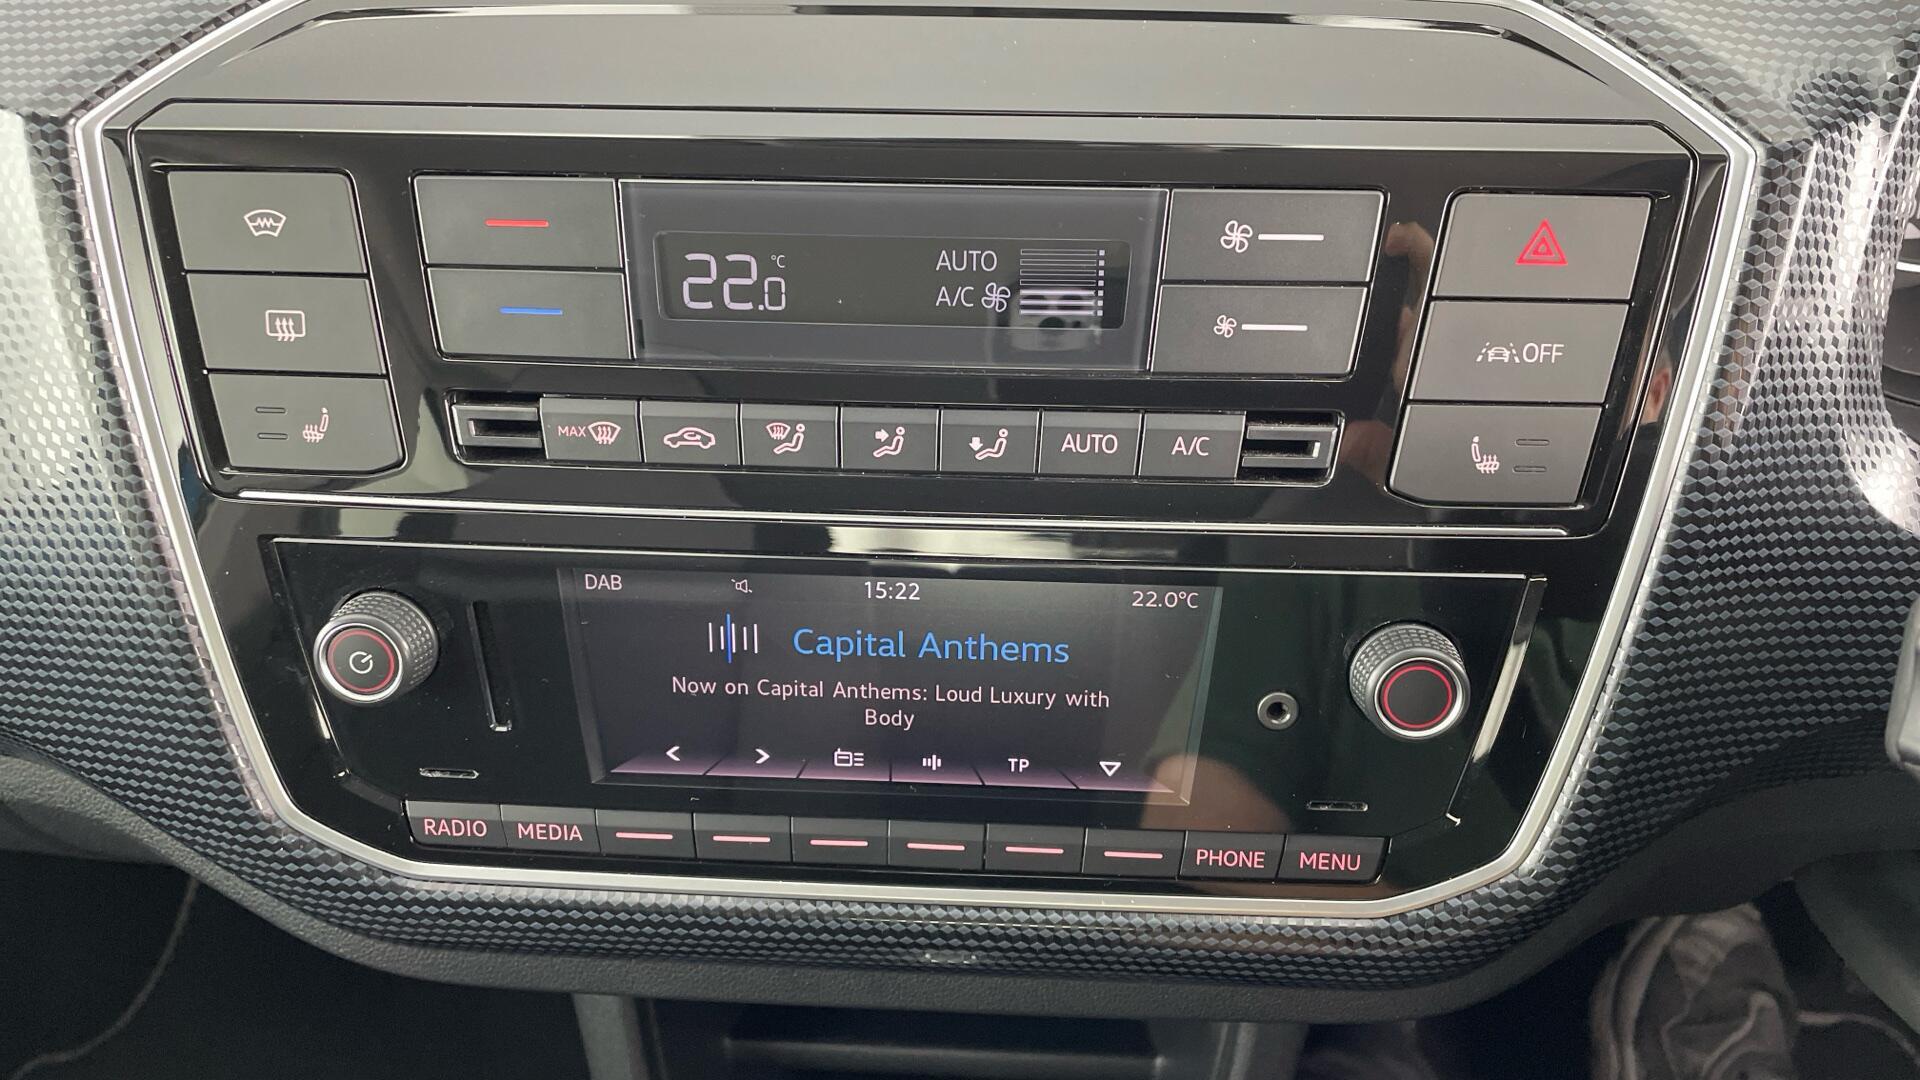 22.0 °C
AUTO
A/C
OFF
MAX
AUTO
A/C
DAB
15:22
22.0°C
Capital Anthems
Now on Capital Anthems: Loud Luxury with
Body
TP
RADIO
MEDIA
PHONE
MENU